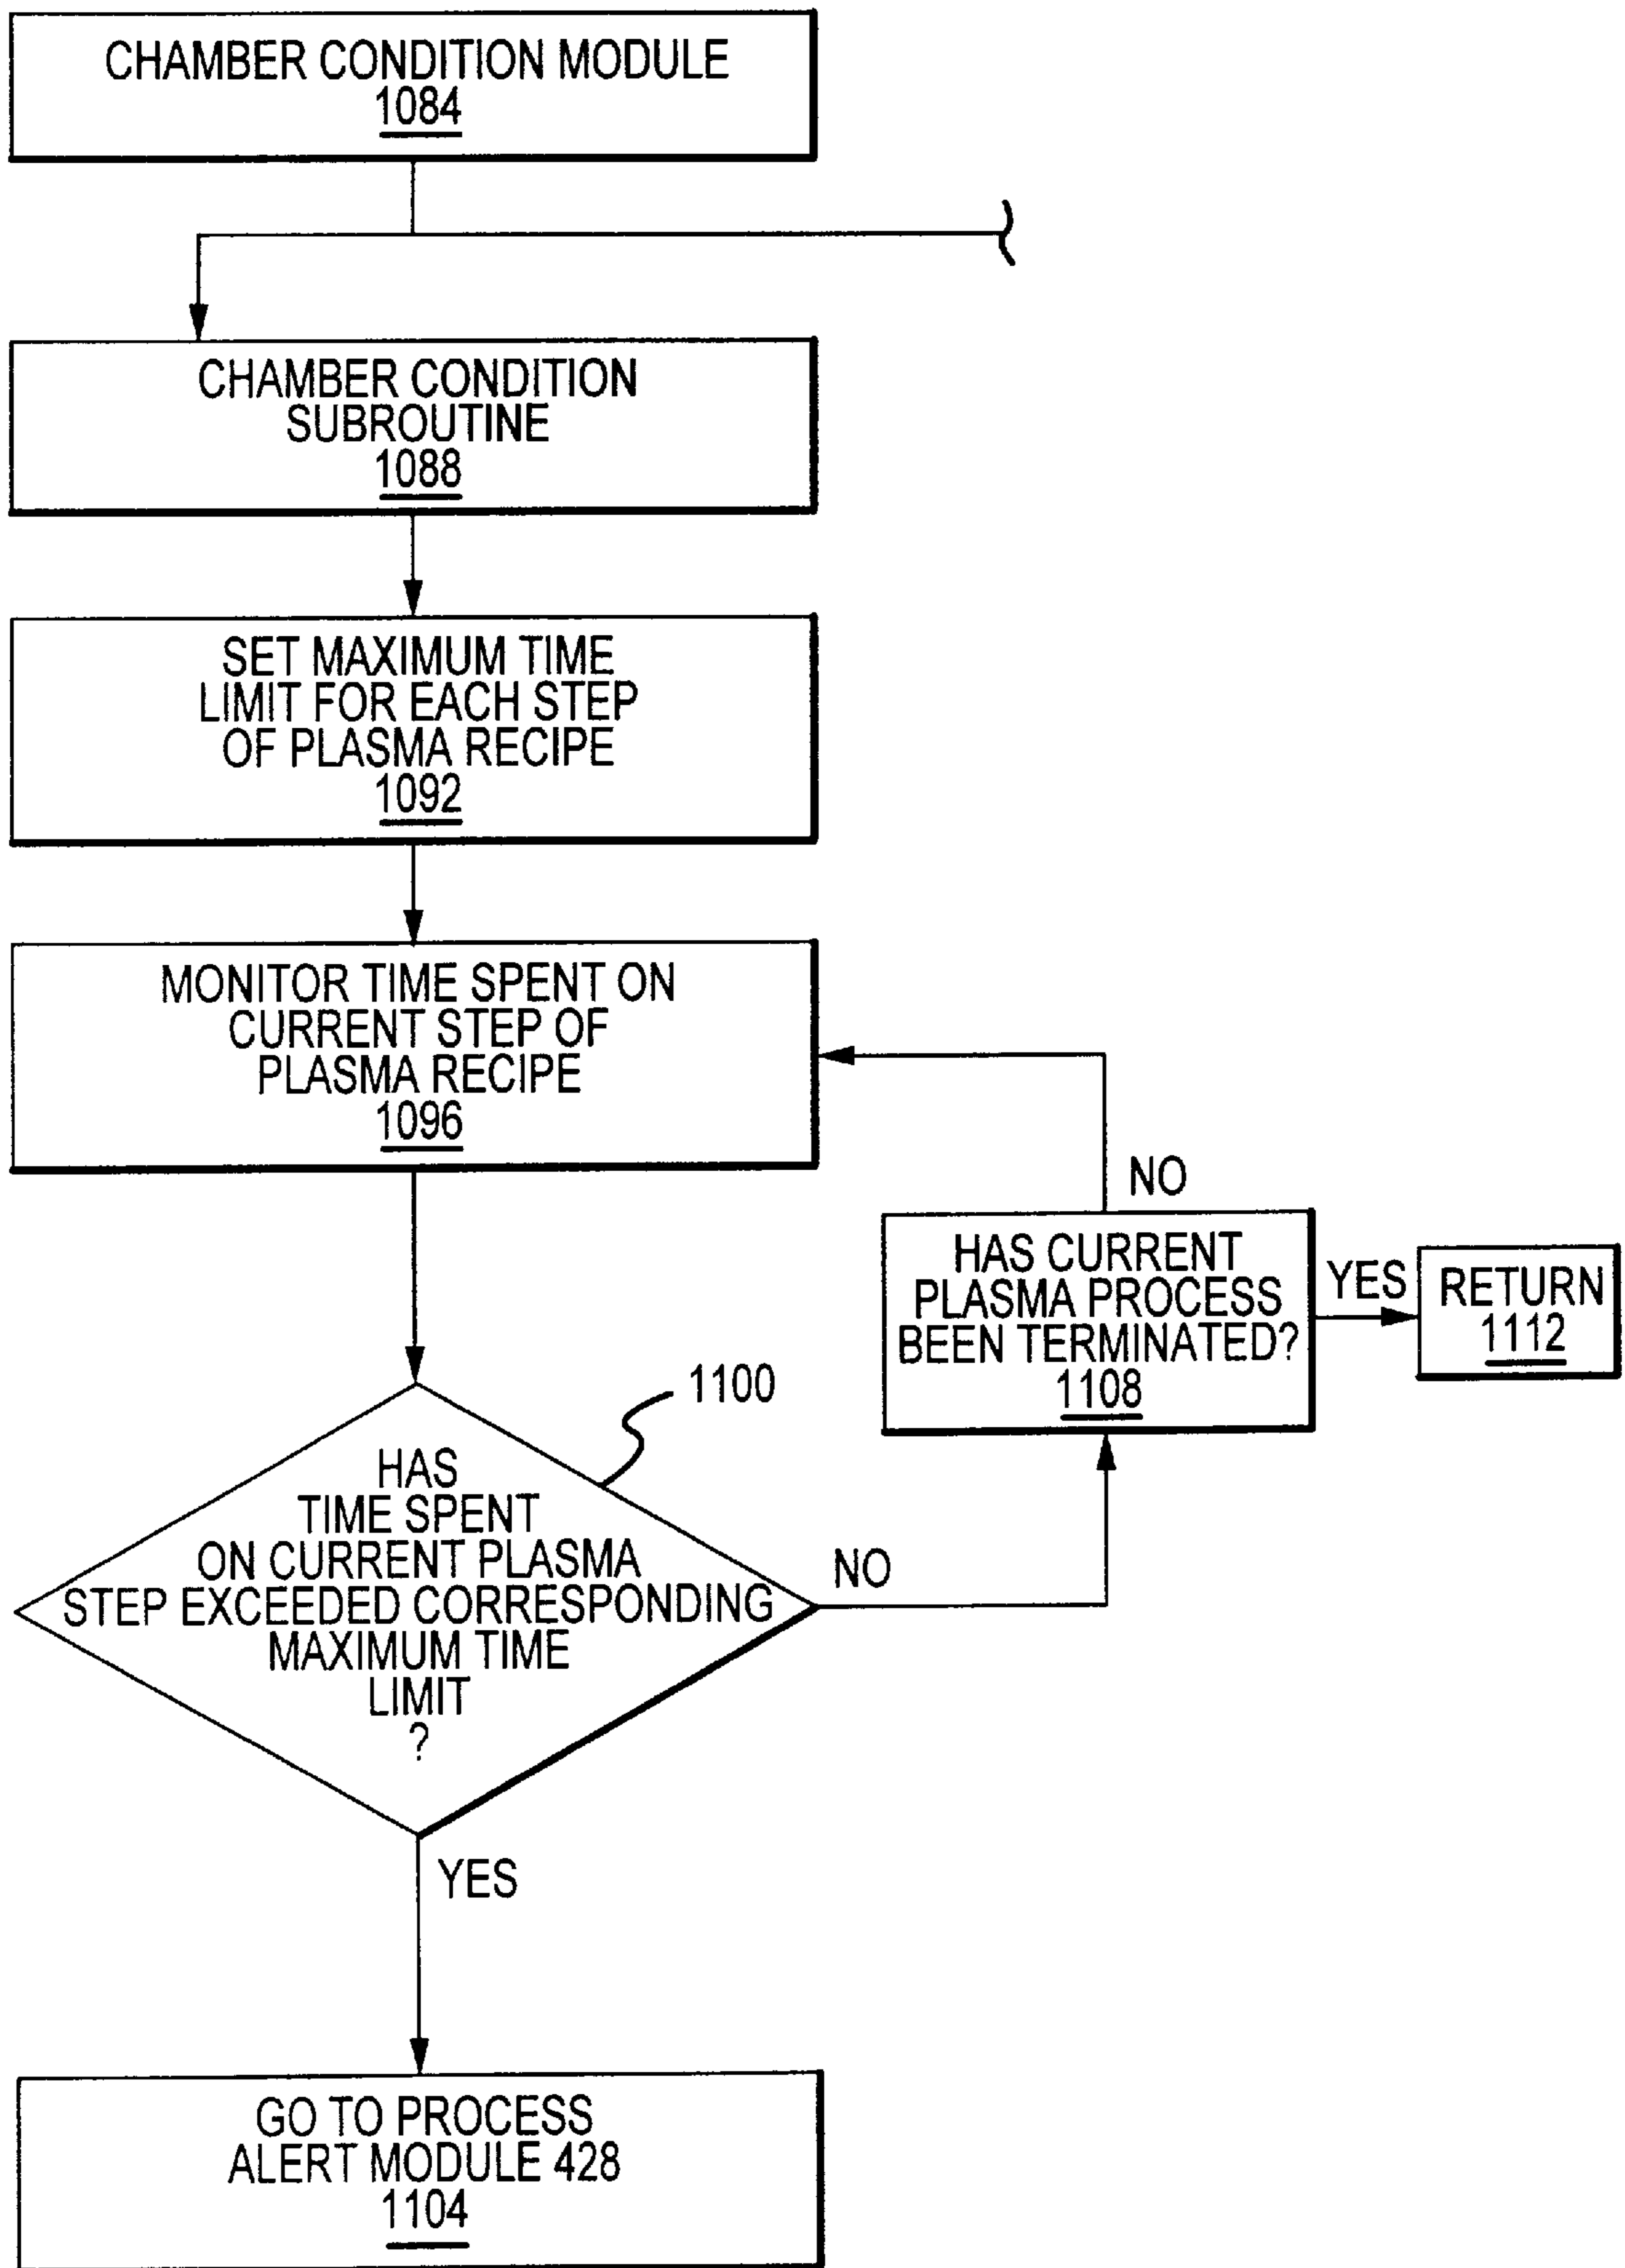 CHAMBER CONDITION MODULE
1084
CHAMBER CONDITION
SUBROUTINE
1088
SET MAXIMUM TIME
LIMIT FOR EACH STEP
OF PLASMA RECIPE
1092
MONITOR TIME SPENT ON
CURRENT STEP OF
PLASMA RECIPE
1096
NO
HAS CURRENT
PLASMA PROCESS
BEEN TERMINATED?
1108
YES
RETURN
1112
1100
HAS
TIME SPENT
ON CURRENT PLASMA
STEP EXCEEDED CORRESPONDING
MAXIMUM TIME
LIMIT
?
NO
YES
GO TO PROCESS
ALERT MODULE 428
1104